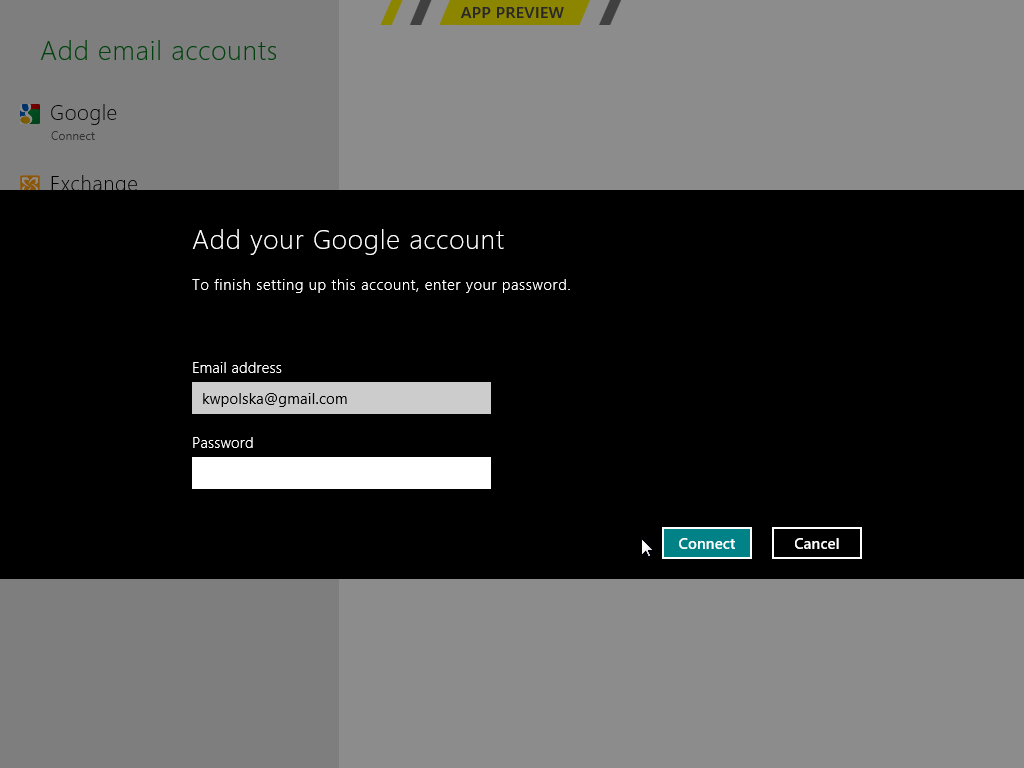 APP PREVIEW
Add email accounts
Google
Connect
Exchange
Add your Google account
To finish setting up this account, enter your password.
Email address
kwpolska@gmail.com
Password
Connect
Cancel